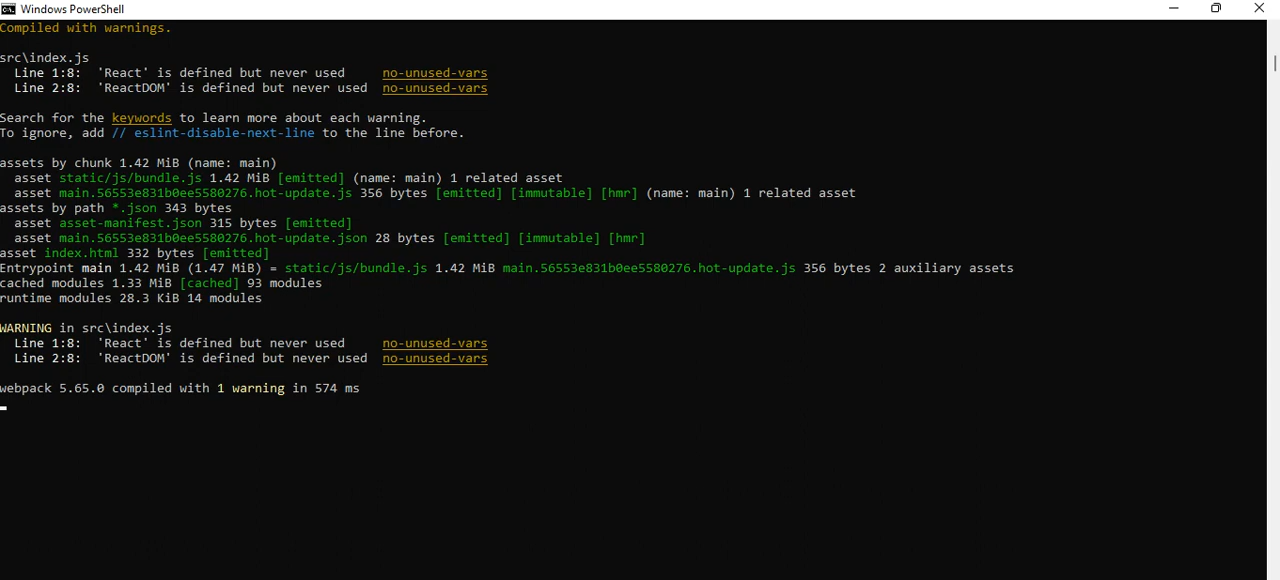 Windows PowerShell
Compiled with warnings.
src\index.js
Line 1:8: 'React' is defined but never used no-unused-vars
Line 2:8: 'ReactDOM' is defined but never used no-unused-vars
Search for the keywords to learn more about each warning.
To ignore, add // eslint-disable-next-line to the line before.
assets by chunk 1.42 MiB (name: main)
asset static/js/bundle.js 1.42 MiB [emitted] (name: main) 1 related asset
asset main.56553e831b0ee5580276.hot-update.js 356 bytes [emitted] [immutable] [hmr] (name: main) 1 related asset
assets by path *.json 343 bytes
asset asset-manifest.json 315 bytes [emitted]
asset main.56553e831b0ee5580276.hot-update.json 28 bytes [emitted] [immutable] [hmr]
asset index.html 332 bytes [emitted]
Entrypoint main 1.42 MiB (1.47 MiB) = static/js/bundle.js 1.42 MiB main.56553e831b0ee5580276.hot-update.js 356 bytes 2 auxiliary assets
cached modules 1.33 MiB [cached] 93 modules
runtime modules 28.3 KiB 14 modules
WARNING in src\index.js
Line 1:8: 'React' is defined but never used no-unused-vars
Line 2:8: 'ReactDOM' is defined but never used no-unused-vars
webpack 5.65.0 compiled with 1 warning in 574 ms